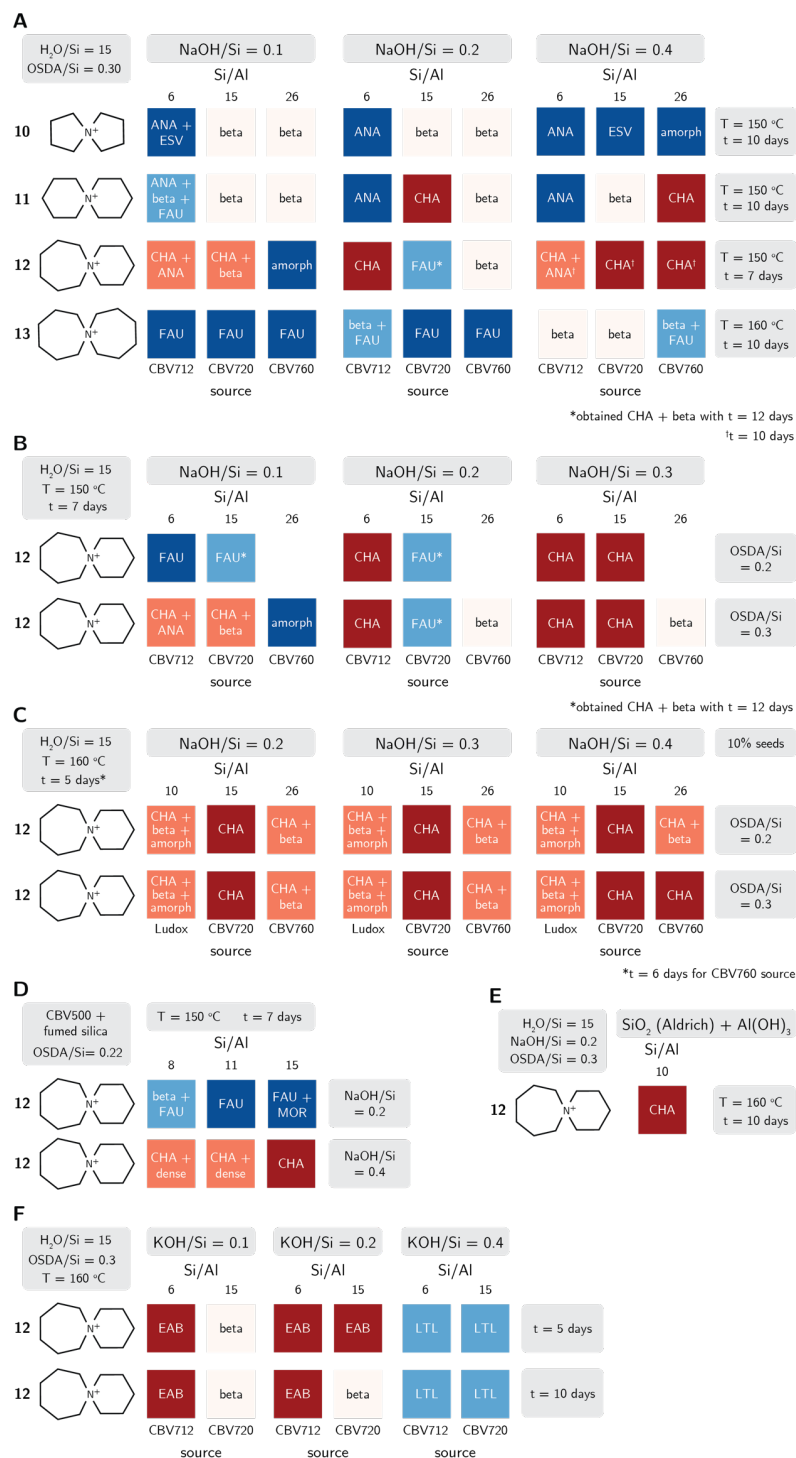 A
H2O/Si = 15
OSDA/Si = 0.30
NaOH/Si = 0.1 NaOH/Si = 0.2 NaOH/Si = 0.4
Si/Al Si/Al Si/Al
6 15 26 6 15 26 6 15 26
10 N+ ANA + ESV beta beta ANA beta beta ANA ESV amorph T = 150 °C t = 10 days
11 N+ ANA + beta + FAU beta beta ANA CHA beta ANA beta CHA T = 150 °C t = 10 days
12 N+ CHA + ANA CHA + beta amorph CHA FAU* beta CHA + ANA† CHA† CHA† T = 150 °C t = 7 days
13 N+ FAU FAU FAU beta + FAU FAU FAU beta beta beta + FAU T = 160 °C t = 10 days
CBV712 CBV720 CBV760 CBV712 CBV720 CBV760 CBV712 CBV720 CBV760
source source source
*obtained CHA + beta with t = 12 days
†t = 10 days
B
H2O/Si = 15
T = 150 °C
t = 7 days
NaOH/Si = 0.1 NaOH/Si = 0.2 NaOH/Si = 0.3
Si/Al Si/Al Si/Al
6 15 26 6 15 26 6 15 26
12 N+ FAU FAU* CHA FAU* CHA CHA OSDA/Si = 0.2
12 N+ CHA + ANA CHA + beta amorph CHA FAU* beta CHA CHA beta OSDA/Si = 0.3
CBV712 CBV720 CBV760 CBV712 CBV720 CBV760 CBV712 CBV720 CBV760
source source source
*obtained CHA + beta with t = 12 days
C
H2O/Si = 15
T = 160 °C
t = 5 days*
NaOH/Si = 0.2 NaOH/Si = 0.3 NaOH/Si = 0.4 10% seeds
Si/Al Si/Al Si/Al
10 15 26 10 15 26 10 15 26
12 N+ CHA + beta + amorph CHA CHA + beta CHA + beta + amorph CHA CHA + beta CHA + beta + amorph CHA CHA + beta OSDA/Si = 0.2
12 N+ CHA + beta + amorph CHA CHA + beta CHA + beta + amorph CHA CHA + beta CHA + beta + amorph CHA CHA OSDA/Si = 0.3
Ludox CBV720 CBV760 Ludox CBV720 CBV760 Ludox CBV720 CBV760
source source source
*t = 6 days for CBV760 source
D
CBV500 +
fumed silica
OSDA/Si= 0.22
T = 150 °C t = 7 days
Si/Al
8 11 15
12 N+ beta + FAU FAU FAU + MOR NaOH/Si = 0.2
12 N+ CHA + dense CHA + dense CHA NaOH/Si = 0.4
E
H2O/Si = 15
NaOH/Si = 0.2
OSDA/Si = 0.3
SiO2 (Aldrich) + Al(OH)3
Si/Al
10
12 N+ CHA T = 160 °C t = 10 days
F
H2O/Si = 15
OSDA/Si = 0.3
T = 160 °C
KOH/Si = 0.1 KOH/Si = 0.2 KOH/Si = 0.4
Si/Al Si/Al Si/Al
6 15 6 15 6 15
12 N+ EAB beta EAB EAB LTL LTL t = 5 days
12 N+ EAB beta EAB beta LTL LTL t = 10 days
CBV712 CBV720 CBV712 CBV720 CBV712 CBV720
source source source